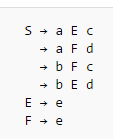 S → a E c
→ a F d
→ b F c
→ b E d
E → e
F → e